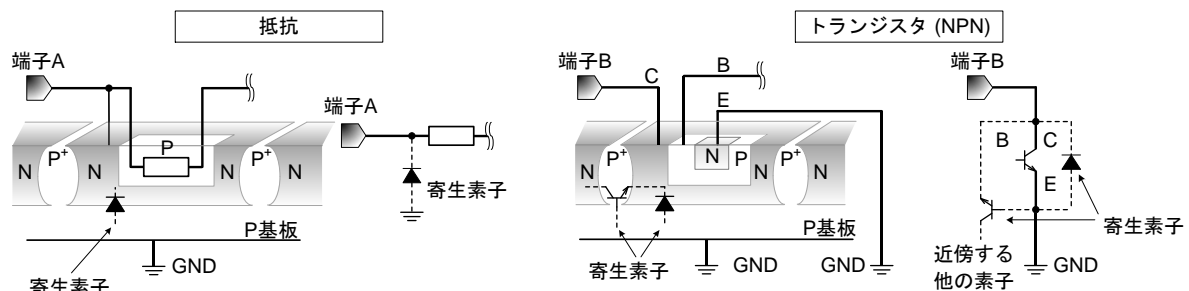 抵抗
端子A
端子A
P
N
P+
N
N
P+
N
寄生素子
P基板
GND
寄生素子
トランジスタ (NPN)
端子B
C
B
E
N
P+
N
N
P
N
P+
N
P基板
寄生素子
GND
GND
端子B
B
C
E
寄生素子
近傍する
他の素子
GND